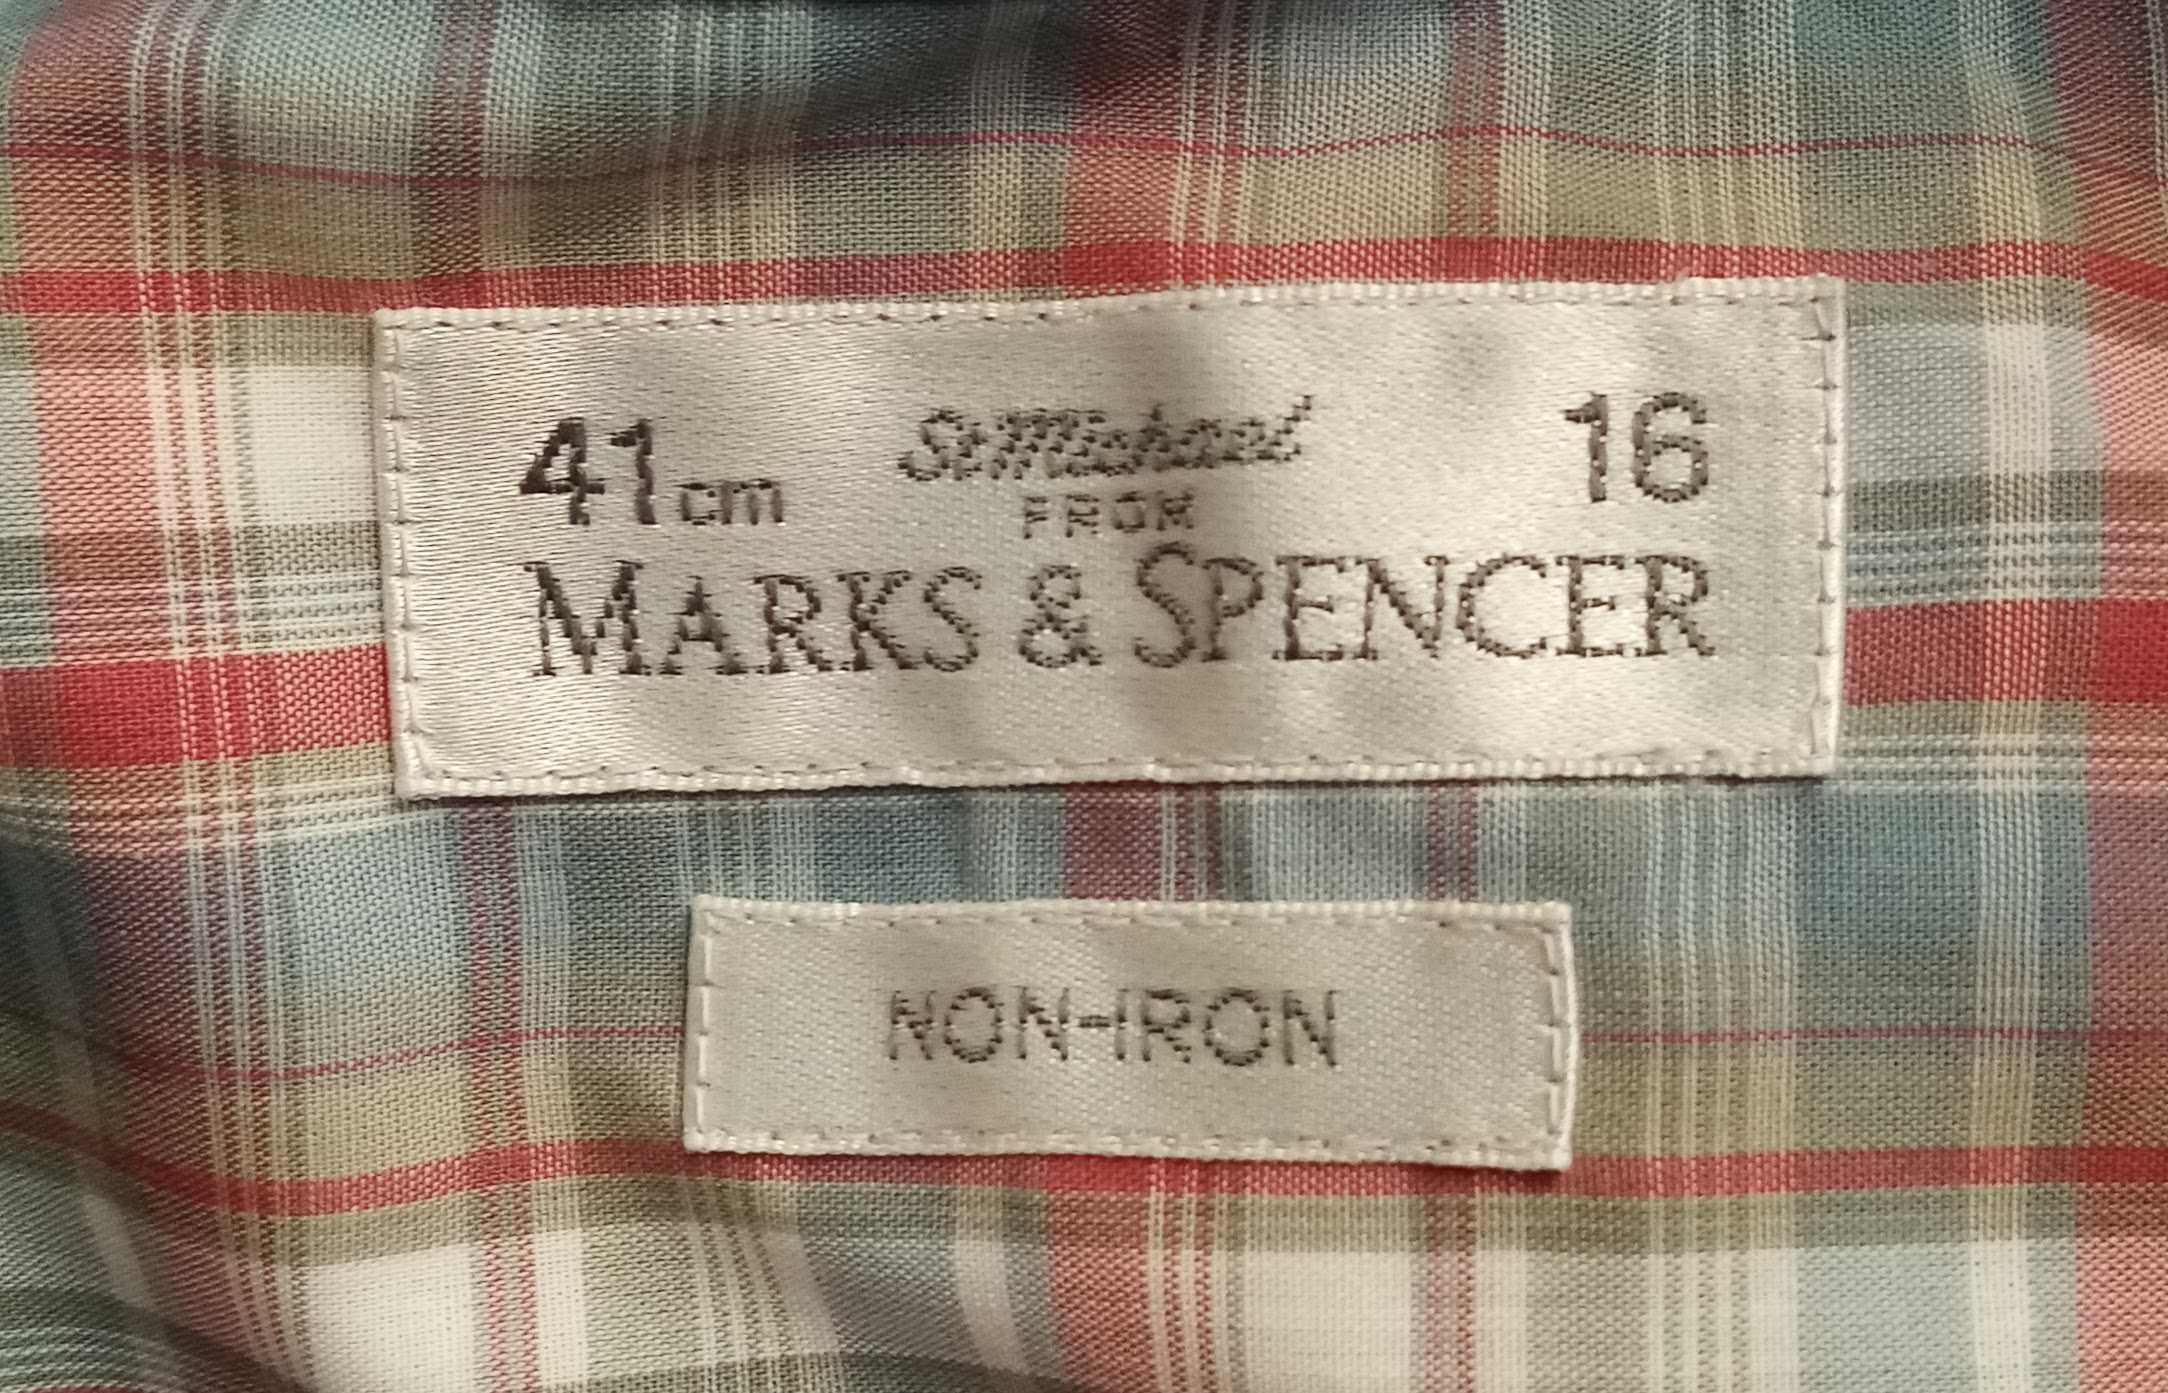 41cm St Michael 16
FROM
MARKS & SPENCER
NON-IRON